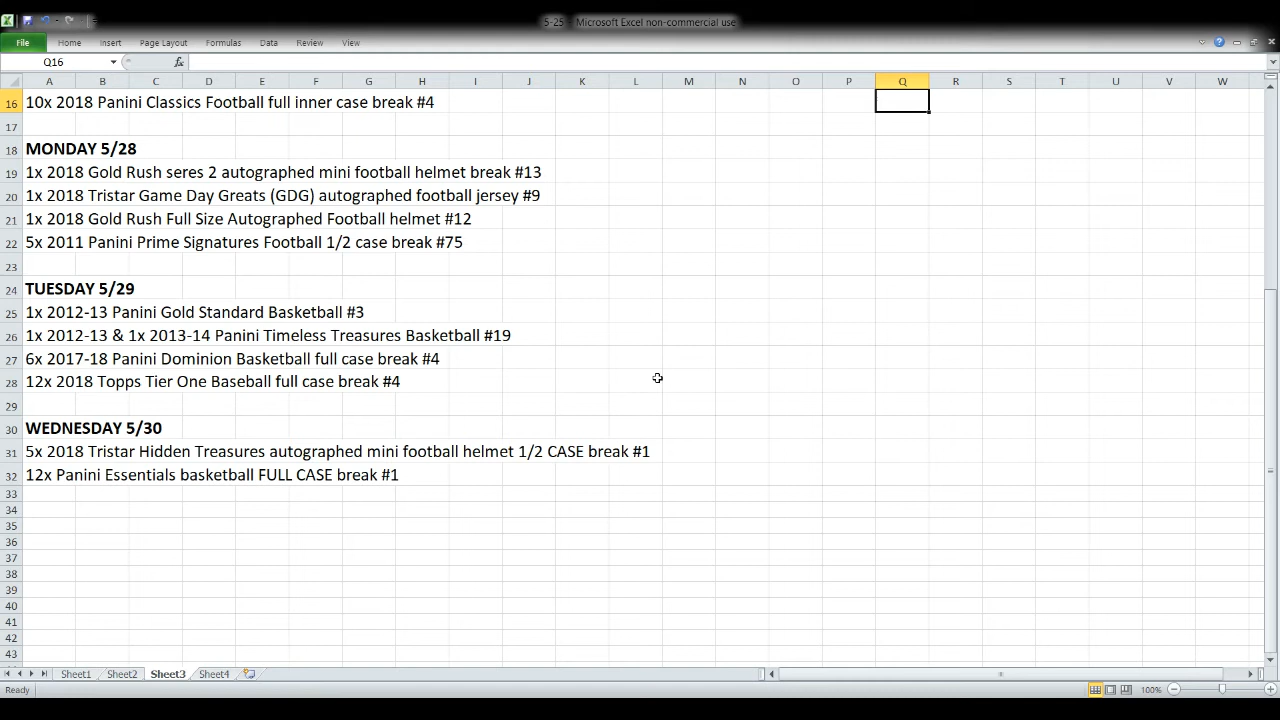 5-25 - Microsoft Excel non-commercial use
File Home Insert Page Layout Formulas Data Review View
Q16 fx
A B C D E F G H I J K L M N O P Q R S T U V W
16 10x 2018 Panini Classics Football full inner case break #4
17
18 MONDAY 5/28
19 1x 2018 Gold Rush seres 2 autographed mini football helmet break #13
20 1x 2018 Tristar Game Day Greats (GDG) autographed football jersey #9
21 1x 2018 Gold Rush Full Size Autographed Football helmet #12
22 5x 2011 Panini Prime Signatures Football 1/2 case break #75
23
24 TUESDAY 5/29
25 1x 2012-13 Panini Gold Standard Basketball #3
26 1x 2012-13 & 1x 2013-14 Panini Timeless Treasures Basketball #19
27 6x 2017-18 Panini Dominion Basketball full case break #4
28 12x 2018 Topps Tier One Baseball full case break #4
29
30 WEDNESDAY 5/30
31 5x 2018 Tristar Hidden Treasures autographed mini football helmet 1/2 CASE break #1
32 12x Panini Essentials basketball FULL CASE break #1
33
34
35
36
37
38
39
40
41
42
43
Sheet1 Sheet2 Sheet3 Sheet4
Ready 100%